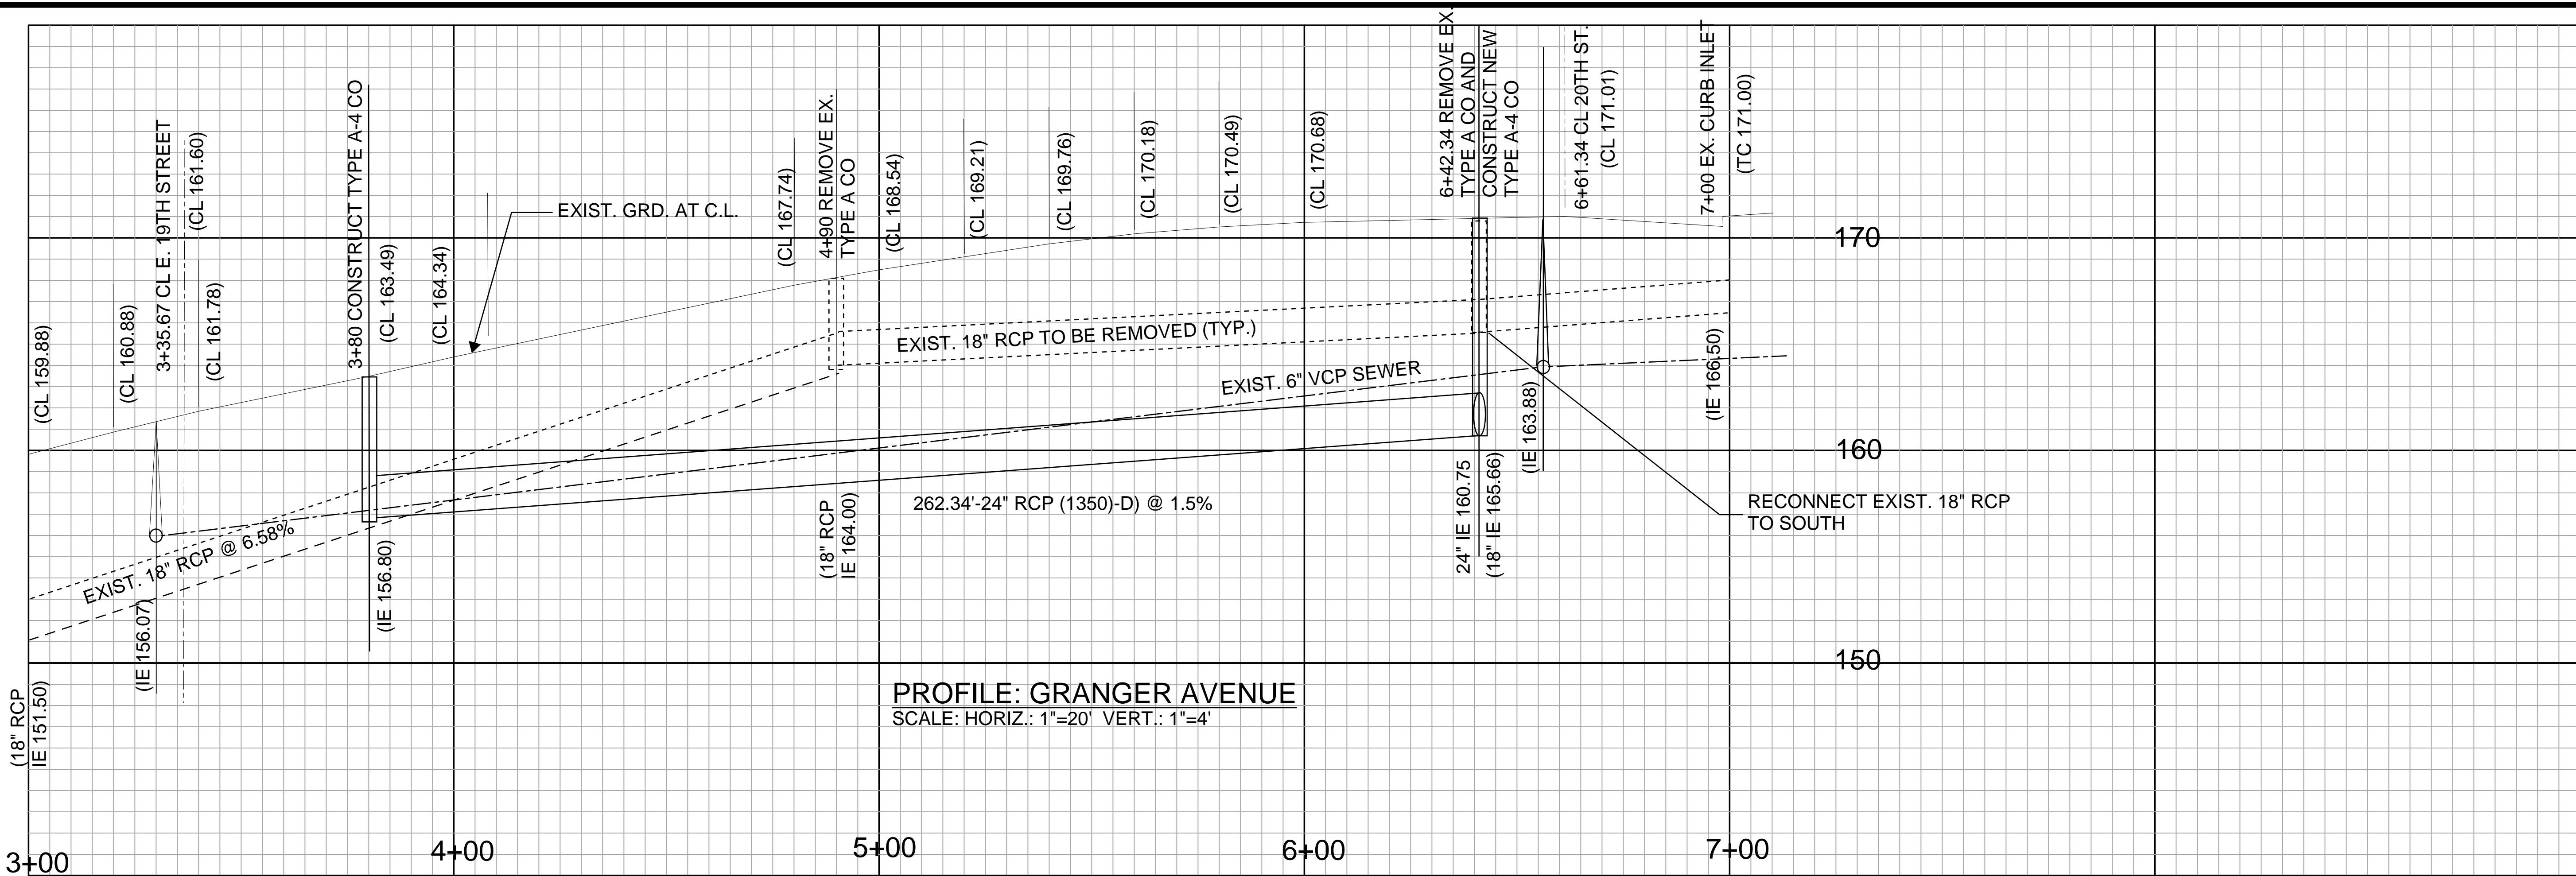 (CL 159.88)
(CL 160.88)
3+35.67 CL E. 19TH STREET
(CL 161.60)
(CL 161.78)
3+80 CONSTRUCT TYPE A-4 CO
(CL 163.49)
(CL 164.34)
EXIST. GRD. AT C.L.
(CL 167.74)
4+90 REMOVE EX.
TYPE A CO
(CL 168.54)
(CL 169.21)
(CL 169.76)
(CL 170.18)
(CL 170.49)
(CL 170.68)
6+42.34 REMOVE EX.
TYPE A CO AND
CONSTRUCT NEW
TYPE A-4 CO
6+61.34 CL 20TH ST.
(CL 171.01)
7+00 EX. CURB INLET
(TC 171.00)
170
EXIST. 18" RCP TO BE REMOVED (TYP.)
EXIST. 6" VCP SEWER
(IE 163.88)
(IE 166.50)
160
EXIST. 18" RCP @ 6.58%
(IE 156.07)
(IE 156.80)
(18" RCP
IE 164.00)
262.34'-24" RCP (1350)-D) @ 1.5%
24" IE 160.75
(18" IE 165.66)
RECONNECT EXIST. 18" RCP
TO SOUTH
150
(18" RCP
IE 151.50)
PROFILE: GRANGER AVENUE
SCALE: HORIZ.: 1"=20' VERT.: 1"=4'
3+00
4+00
5+00
6+00
7+00